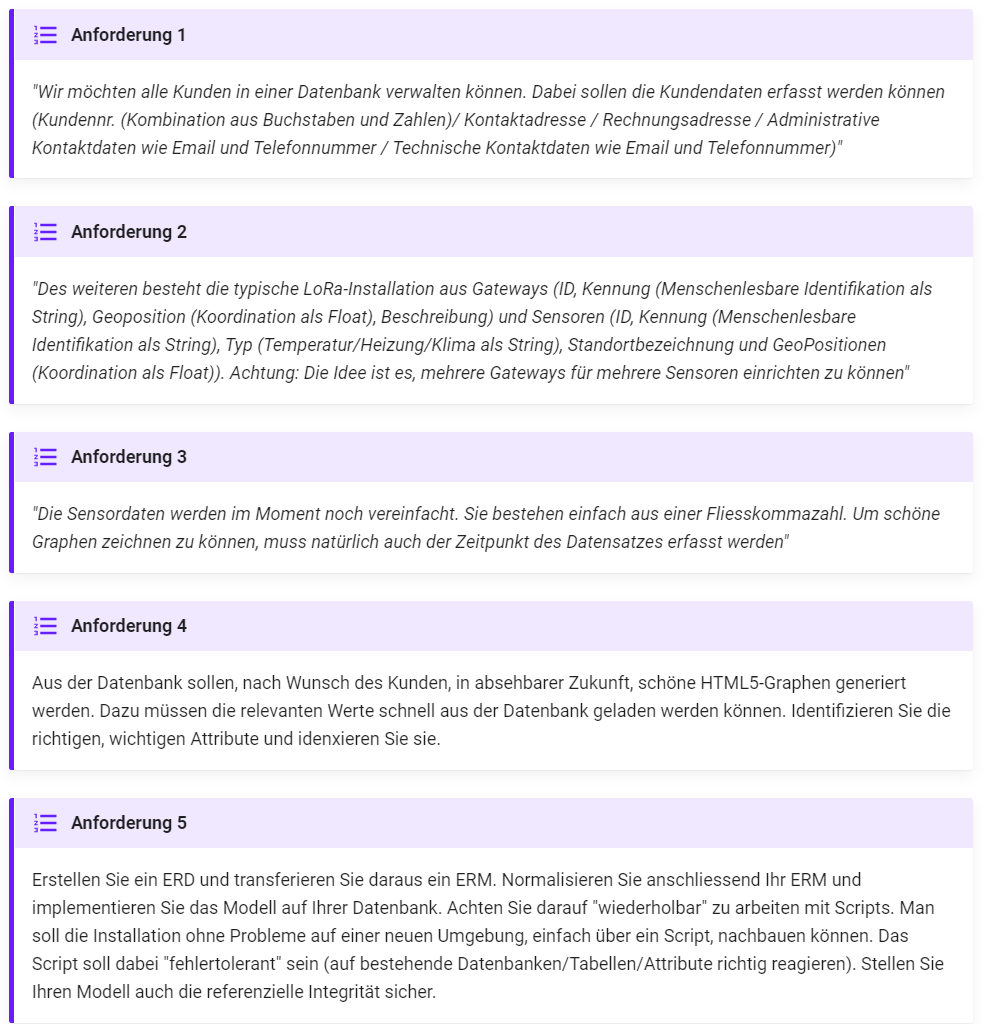 Anforderung 1
"Wir möchten alle Kunden in einer Datenbank verwalten können. Dabei sollen die Kundendaten erfasst werden können
(Kundennr. (Kombination aus Buchstaben und Zahlen)/ Kontaktadresse / Rechnungsadresse / Administrative
Kontaktdaten wie Email und Telefonnummer / Technische Kontaktdaten wie Email und Telefonnummer)"
Anforderung 2
"Des weiteren besteht die typische LoRa-Installation aus Gateways (ID, Kennung (Menschenlesbare Identifikation als
String), Geoposition (Koordination als Float), Beschreibung) und Sensoren (ID, Kennung (Menschenlesbare
Identifikation als String), Typ (Temperatur/Heizung/Klima als String), Standortbezeichnung und GeoPositionen
(Koordination als Float)). Achtung: Die Idee ist es, mehrere Gateways für mehrere Sensoren einrichten zu können"
Anforderung 3
"Die Sensordaten werden im Moment noch vereinfacht. Sie bestehen einfach aus einer Fliesskommazahl. Um schöne
Graphen zeichnen zu können, muss natürlich auch der Zeitpunkt des Datensatzes erfasst werden"
Anforderung 4
Aus der Datenbank sollen, nach Wunsch des Kunden, in absehbarer Zukunft, schöne HTML5-Graphen generiert
werden. Dazu müssen die relevanten Werte schnell aus der Datenbank geladen werden können. Identifizieren Sie die
richtigen, wichtigen Attribute und idenxieren Sie sie.
Anforderung 5
Erstellen Sie ein ERD und transferieren Sie daraus ein ERM. Normalisieren Sie anschliessend Ihr ERM und
implementieren Sie das Modell auf Ihrer Datenbank. Achten Sie darauf "wiederholbar" zu arbeiten mit Scripts. Man
soll die Installation ohne Probleme auf einer neuen Umgebung, einfach über ein Script, nachbauen können. Das
Script soll dabei "fehlertolerant" sein (auf bestehende Datenbanken/Tabellen/Attribute richtig reagieren). Stellen Sie
Ihren Modell auch die referenzielle Integrität sicher.